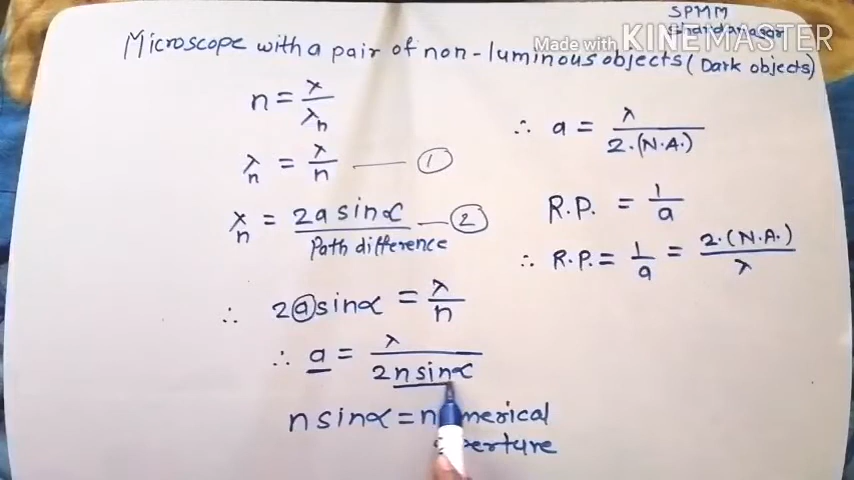 SPMM
Made with KINEMASTER
Microscope with a pair of non-luminous objects (Dark objects)
n = λ/λn
λn = λ/n —— ①
λn = 2a sinα — ②
Path difference
∴ 2a sinα = λ/n
∴ a = λ/2n sinα
n sinα = numerical
aperture
∴ a = λ/2.(N.A.)
R.P. = 1/a
∴ R.P. = 1/a = 2.(N.A.)/λ